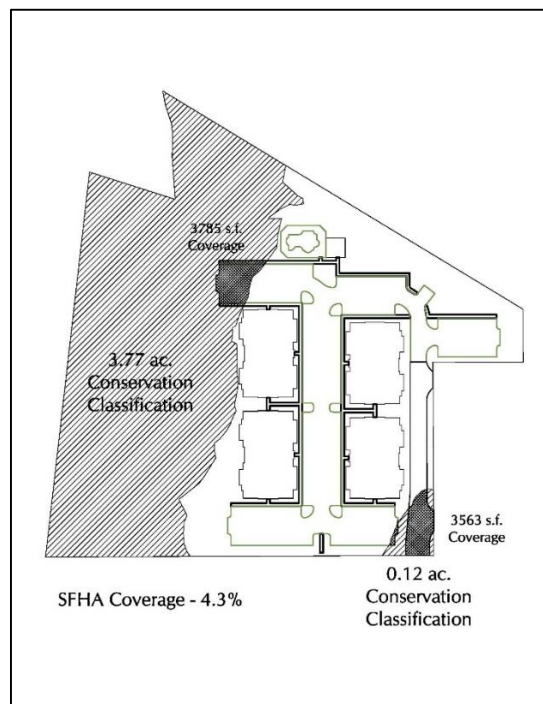 3785 s.f.
Coverage
3.77 ac.
Conservation
Classification
3563 s.f.
Coverage
SFHA Coverage - 4.3%
0.12 ac.
Conservation
Classification